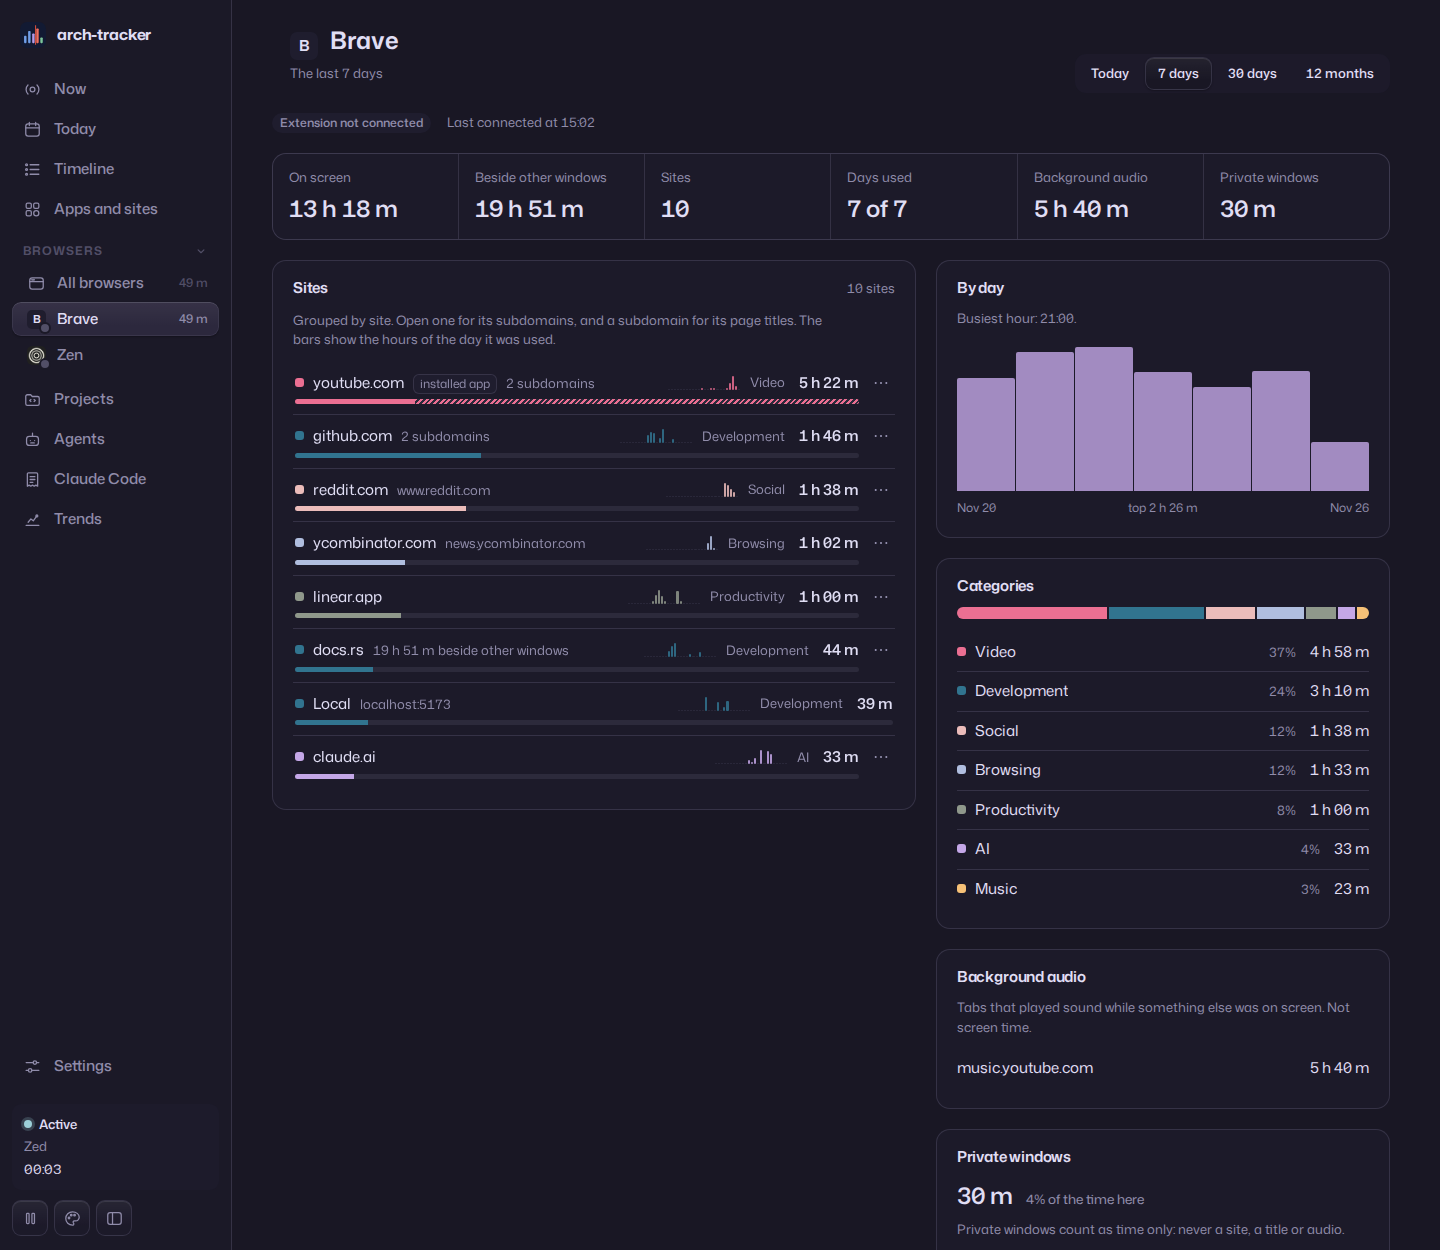 arch-tracker
Now
Today
Timeline
Apps and sites
BROWSERS
All browsers 49 m
B Brave 49 m
Zen
Projects
Agents
Claude Code
Trends
Settings
Active
Zed
00:03
B Brave
The last 7 days
Today 7 days 30 days 12 months
Extension not connected Last connected at 15:02
On screen
13 h 18 m
Beside other windows
19 h 51 m
Sites
10
Days used
7 of 7
Background audio
5 h 40 m
Private windows
30 m
Sites 10 sites
Grouped by site. Open one for its subdomains, and a subdomain for its page titles. The
bars show the hours of the day it was used.
youtube.com installed app 2 subdomains Video 5 h 22 m ...
github.com 2 subdomains Development 1 h 46 m ...
reddit.com www.reddit.com Social 1 h 38 m ...
ycombinator.com news.ycombinator.com Browsing 1 h 02 m ...
linear.app Productivity 1 h 00 m ...
docs.rs 19 h 51 m beside other windows Development 44 m ...
Local localhost:5173 Development 39 m
claude.ai AI 33 m ...
By day
Busiest hour: 21:00.
Nov 20 top 2 h 26 m Nov 26
Categories
Video 37% 4 h 58 m
Development 24% 3 h 10 m
Social 12% 1 h 38 m
Browsing 12% 1 h 33 m
Productivity 8% 1 h 00 m
AI 4% 33 m
Music 3% 23 m
Background audio
Tabs that played sound while something else was on screen. Not
screen time.
music.youtube.com 5 h 40 m
Private windows
30 m 4% of the time here
Private windows count as time only: never a site, a title or audio.